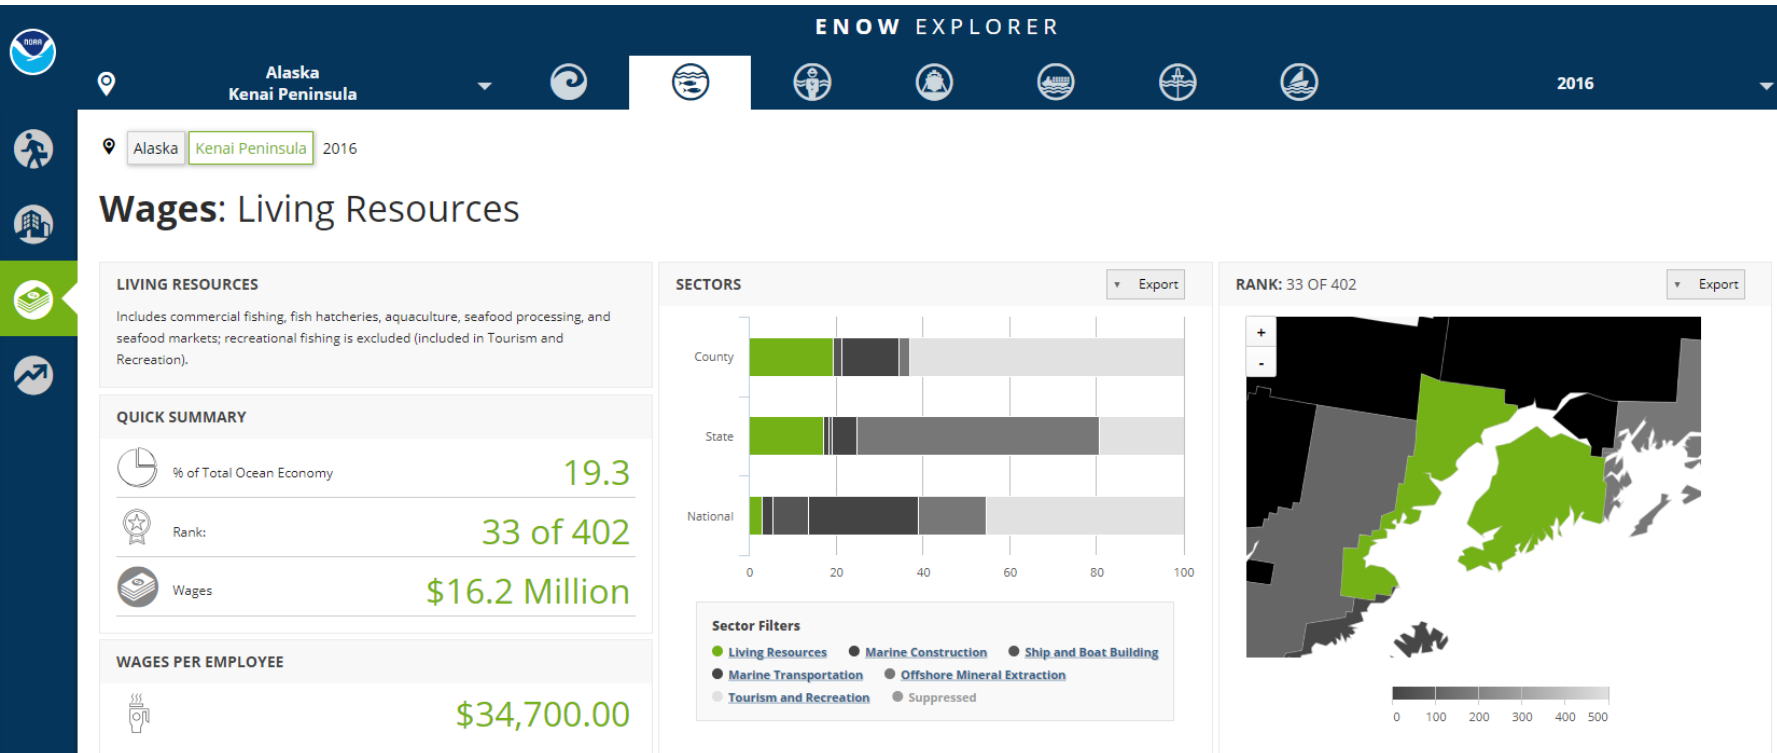 ENOW EXPLORER
NOAA
Alaska
Kenai Peninsula
2016
Alaska Kenai Peninsula 2016
Wages: Living Resources
LIVING RESOURCES
Includes commercial fishing, fish hatcheries, aquaculture, seafood processing, and
seafood markets; recreational fishing is excluded (included in Tourism and
Recreation).
QUICK SUMMARY
% of Total Ocean Economy 19.3
Rank: 33 of 402
Wages $16.2 Million
WAGES PER EMPLOYEE
$34,700.00
SECTORS
Export
County
State
National
0 20 40 60 80 100
Sector Filters
Living Resources Marine Construction Ship and Boat Building
Marine Transportation Offshore Mineral Extraction
Tourism and Recreation Suppressed
RANK: 33 OF 402
Export
+
-
0 100 200 300 400 500